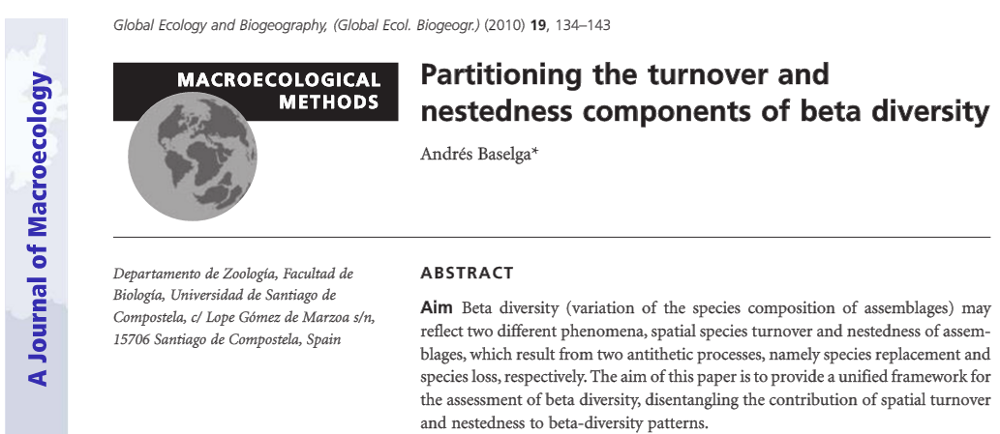 Global Ecology and Biogeography, (Global Ecol. Biogeogr.) (2010) 19, 134–143
A Journal of Macroecology
MACROECOLOGICAL
METHODS
Partitioning the turnover and
nestedness components of beta diversity
Andrés Baselga*
Departamento de Zoología, Facultad de
Biología, Universidad de Santiago de
Compostela, c/ Lope Gómez de Marzoa s/n,
15706 Santiago de Compostela, Spain
ABSTRACT
Aim Beta diversity (variation of the species composition of assemblages) may
reflect two different phenomena, spatial species turnover and nestedness of assem-
blages, which result from two antithetic processes, namely species replacement and
species loss, respectively. The aim of this paper is to provide a unified framework for
the assessment of beta diversity, disentangling the contribution of spatial turnover
and nestedness to beta-diversity patterns.